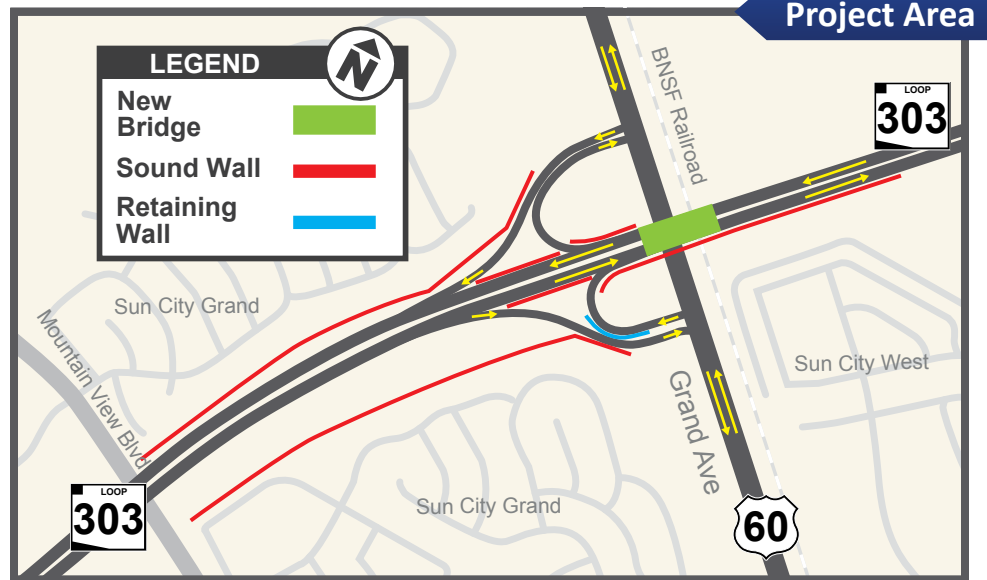 Project Area
LEGEND
N
New
Bridge
Sound Wall
Retaining
Wall
BNSF Railroad
LOOP
303
Sun City Grand
Mountain View Blvd
Sun City West
Grand Ave
LOOP
303
Sun City Grand
60